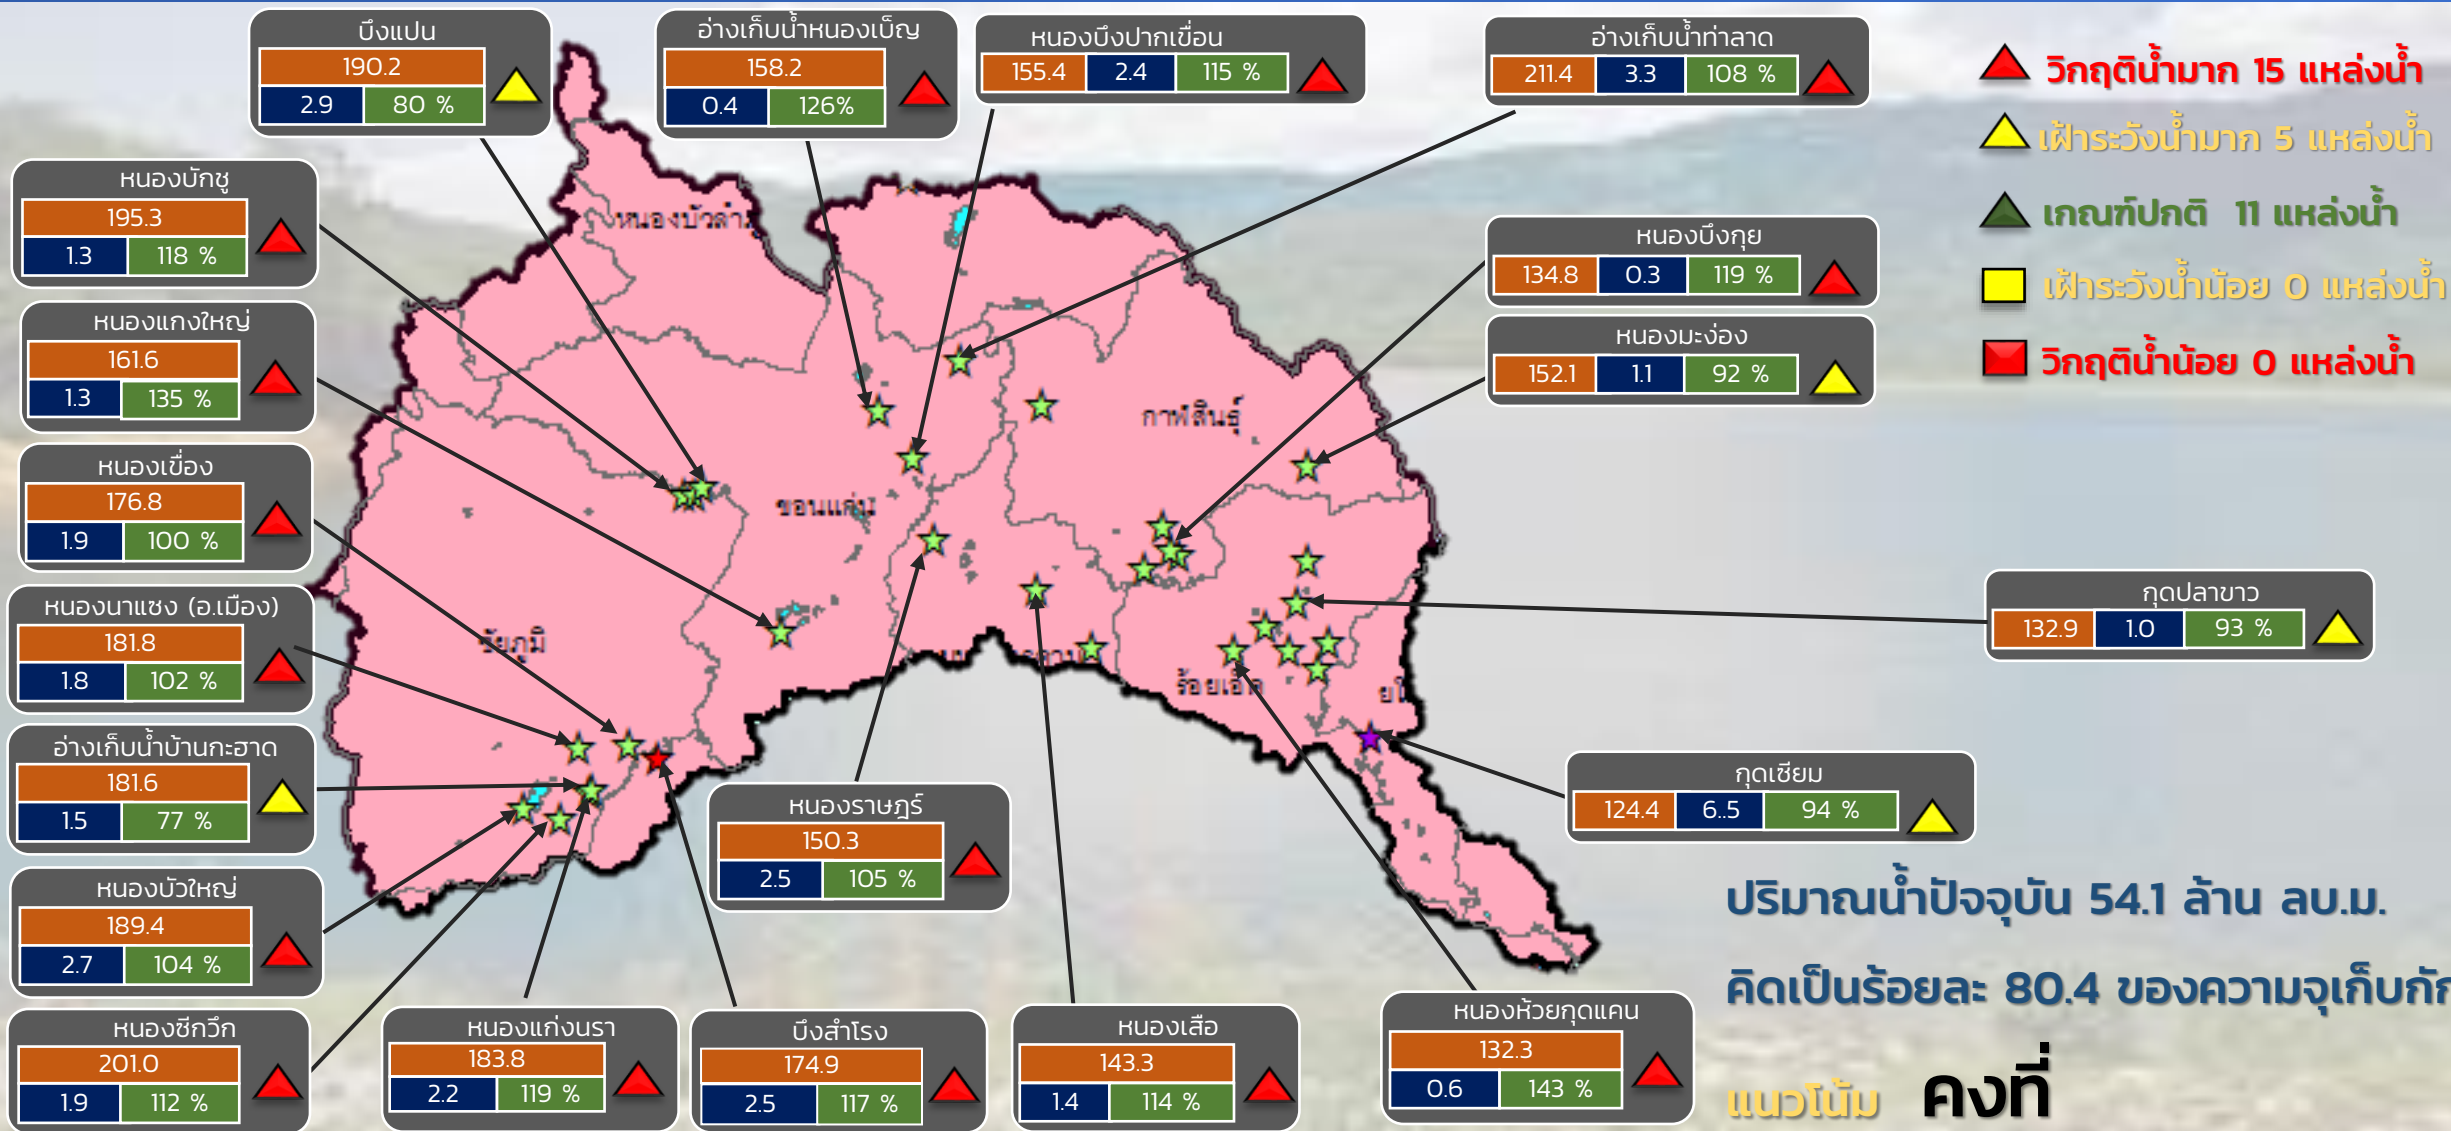 บึงแปน
190.2
2.9 80 %
อ่างเก็บน้ำหนองเบ็ญ
158.2
0.4 126%
หนองบึงปากเขื่อน
155.4 2.4 115 %
อ่างเก็บน้ำท่าลาด
211.4 3.3 108 %
วิกฤติน้ำมาก 15 แหล่งน้ำ
เฝ้าระวังน้ำมาก 5 แหล่งน้ำ
เกณฑ์ปกติ 11 แหล่งน้ำ
เฝ้าระวังน้ำน้อย 0 แหล่งน้ำ
วิกฤติน้ำน้อย 0 แหล่งน้ำ
หนองบักชู
195.3
1.3 118 %
หนองบึงกุย
134.8 0.3 119 %
หนองแกงใหญ่
161.6
1.3 135 %
หนองมะง่อง
152.1 1.1 92 %
หนองเขื่อง
176.8
1.9 100 %
หนองนาแซง (อ.เมือง)
181.8
1.8 102 %
กุดปลาขาว
132.9 1.0 93 %
อ่างเก็บน้ำบ้านกะฮาด
181.6
1.5 77 %
หนองราษฎร์
150.3
2.5 105 %
กุดเซียม
124.4 6..5 94 %
หนองบัวใหญ่
189.4
2.7 104 %
หนองซีกวึก
201.0
1.9 112 %
หนองแก่งนรา
183.8
2.2 119 %
บึงสำโรง
174.9
2.5 117 %
หนองเสือ
143.3
1.4 114 %
หนองห้วยกุดแคน
132.3
0.6 143 %
หนองบัวลำภู
กาฬสินธุ์
ขอนแก่น
ชัยภูมิ
ร้อยเอ็ด
ปริมาณน้ำปัจจุบัน 54.1 ล้าน ลบ.ม.
คิดเป็นร้อยละ 80.4 ของความจุเก็บกัก
แนวโน้ม คงที่